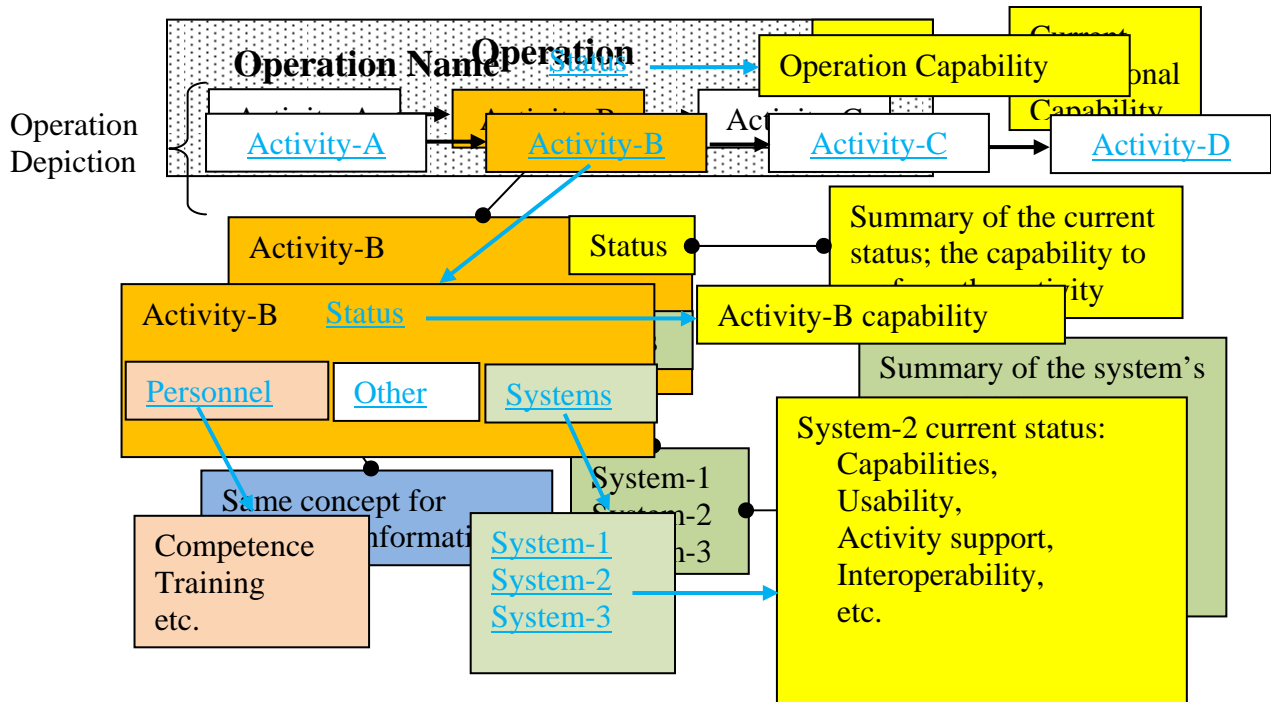 Operation
Operation Name
Status
Operation Capability
Capability
Operation
Depiction
Activity-A
Activity-B
Activity-C
Activity-D
Activity-B
Status
Summary of the current
status; the capability to
Activity-B
Status
Activity-B capability
Personnel
Other
Systems
Summary of the system's
System-1
System-2 current status:
Capabilities,
Usability,
Activity support,
Interoperability,
etc.
Same concept for
Competence
Training
etc.
System-1
System-2
System-3